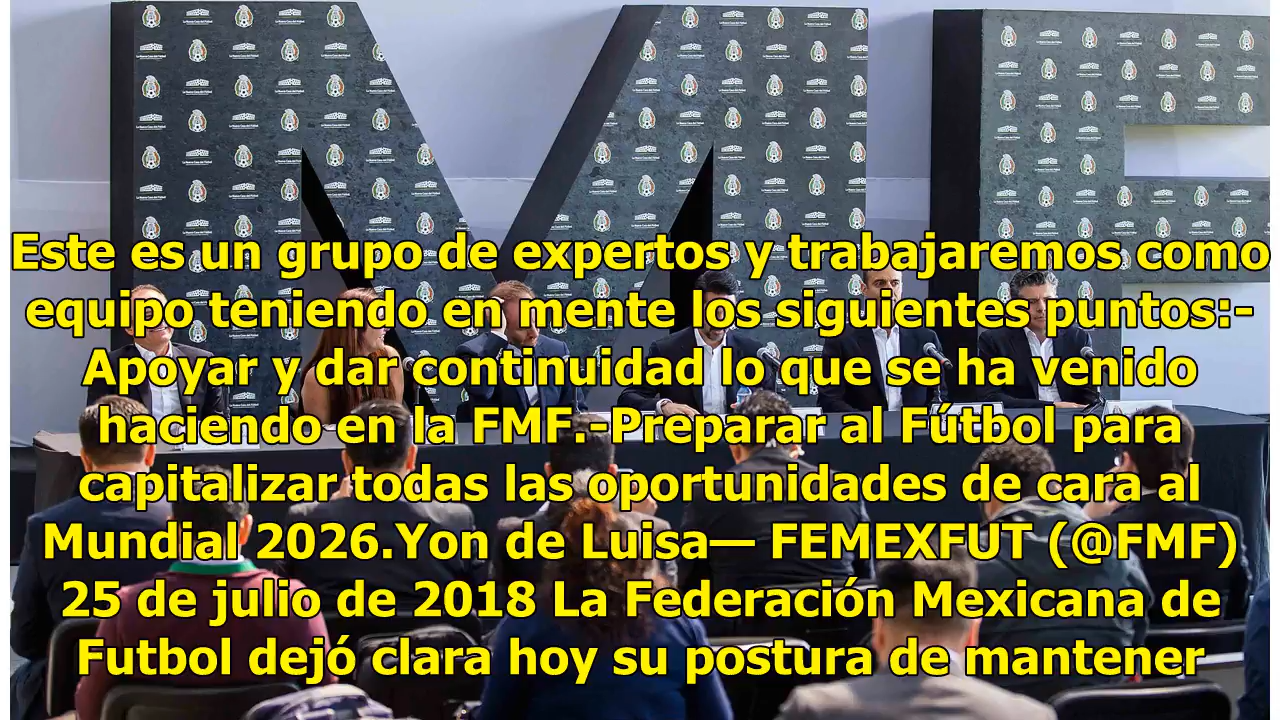 Este es un grupo de expertos y trabajaremos como
equipo teniendo en mente los siguientes puntos:-
Apoyar y dar continuidad lo que se ha venido
haciendo en la FMF.-Preparar al Fútbol para
capitalizar todas las oportunidades de cara al
Mundial 2026.Yon de Luisa— FEMEXFUT (@FMF)
25 de julio de 2018 La Federación Mexicana de
Futbol dejó clara hoy su postura de mantener